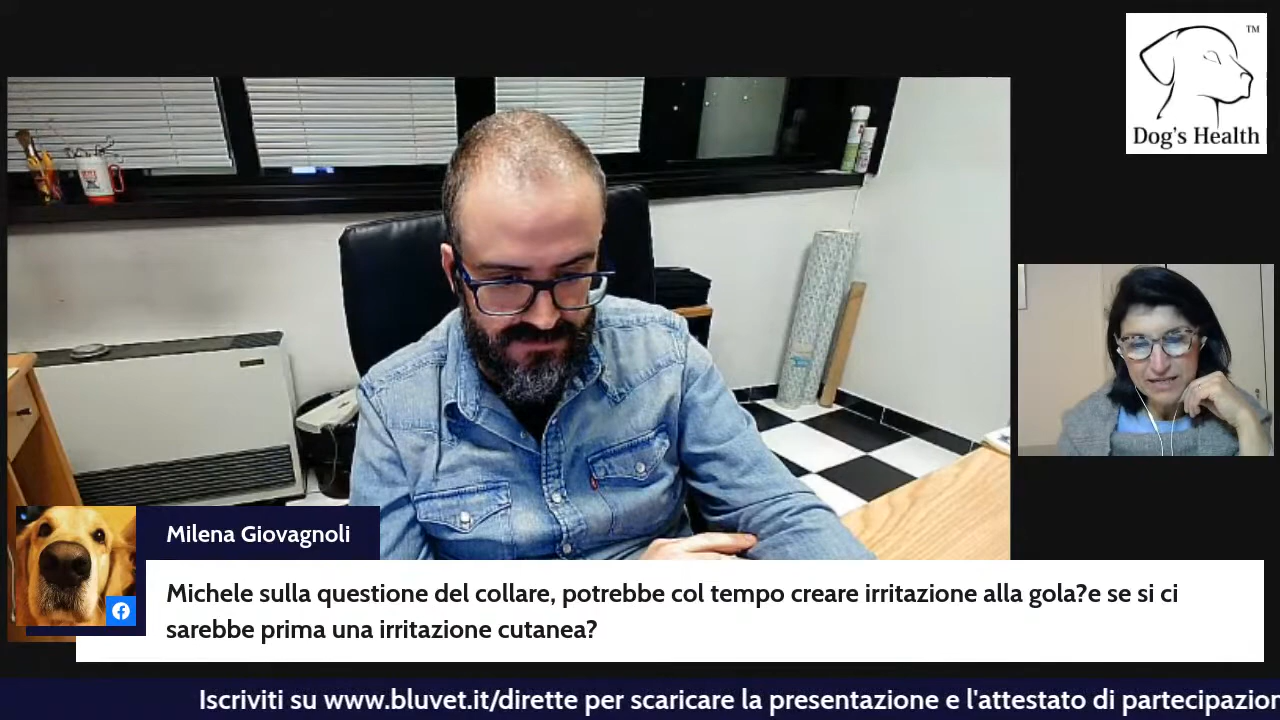 TM
Dog's Health
Milena Giovagnoli
Michele sulla questione del collare, potrebbe col tempo creare irritazione alla gola?e se si ci
sarebbe prima una irritazione cutanea?
Iscriviti su www.bluvet.it/dirette per scaricare la presentazione e l'attestato di partecipazion